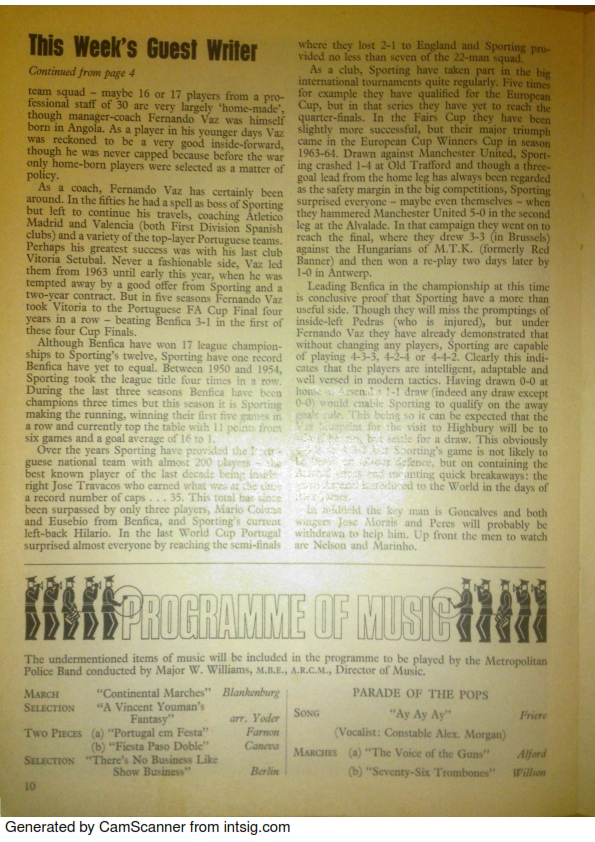 This Week's Guest Writer
Continued from page 4
team squad – maybe 16 or 17 players from a pro-
fessional staff of 30 are very largely 'home-made',
though manager-coach Fernando Vaz was himself
born in Angola. As a player in his younger days Vaz
was reckoned to be a very good inside-forward,
though he was never capped because before the war
only home-born players were selected as a matter of
policy.
As a coach, Fernando Vaz has certainly been
around. In the fifties he had a spell as boss of Sporting
but left to continue his travels, coaching Atletico
Madrid and Valencia (both First Division Spanish
clubs) and a variety of the top-layer Portuguese teams.
Perhaps his greatest success was with his last club
Vitoria Setubal. Never a fashionable side, Vaz led
them from 1963 until early this year, when he was
tempted away by a good offer from Sporting and a
two-year contract. But in five seasons Fernando Vaz
took Vitoria to the Portuguese FA Cup Final four
years in a row – beating Benfica 3-1 in the first of
these four Cup Finals.
Although Benfica have won 17 league champion-
ships to Sporting's twelve, Sporting have one record
Benfica have yet to equal. Between 1950 and 1954,
Sporting took the league title four times in a row.
During the last three seasons Benfica have been
champions three times but this season it is Sporting
making the running, winning their first five games in
a row and currently top the table with 11 points from
six games and a goal average of 16 to 1.
Over the years Sporting have provided the
guese national team with almost 200 players – the
best known player of the last decade being inside-
right Jose Travacos who earned what was at the time
a record number of caps . . . 35. This total has since
been surpassed by only three players, Mario Coluna
and Eusebio from Benfica, and Sporting's current
left-back Hilario. In the last World Cup Portugal
surprised almost everyone by reaching the semi-finals
where they lost 2-1 to England and Sporting pro-
vided no less than seven of the 22-man squad.
As a club, Sporting have taken part in the big
international tournaments quite regularly. Five times
for example they have qualified for the European
Cup, but in that series they have yet to reach the
quarter-finals. In the Fairs Cup they have been
slightly more successful, but their major triumph
came in the European Cup Winners Cup in season
1963-64. Drawn against Manchester United, Sport-
ing crashed 1-4 at Old Trafford and though a three-
goal lead from the home leg has always been regarded
as the safety margin in the big competitions, Sporting
surprised everyone – maybe even themselves – when
they hammered Manchester United 5-0 in the second
leg at the Alvalade. In that campaign they went on to
reach the final, where they drew 3-3 (in Brussels)
against the Hungarians of M.T.K. (formerly Red
Banner) and then won a re-play two days later by
1-0 in Antwerp.
Leading Benfica in the championship at this time
is conclusive proof that Sporting have a more than
useful side. Though they will miss the promptings of
inside-left Pedras (who is injured), but under
Fernando Vaz they have already demonstrated that
without changing any players, Sporting are capable
of playing 4-3-3, 4-2-4 or 4-4-2. Clearly this indi-
cates that the players are intelligent, adaptable and
well versed in modern tactics. Having drawn 0-0 at
home a 1-1 draw (indeed any draw except
0-0) would enable Sporting to qualify on the away
goals rule. This being so it can be expected that the
Vaz for the visit to Highbury will be to
for a draw. This obviously
Sporting's game is not likely to
defence, but on containing the
mounting quick breakaways: the
to the World in the days of
In midfield the key man is Goncalves and both
wingers Jose Morais and Peres will probably be
withdrawn to help him. Up front the men to watch
are Nelson and Marinho.
PROGRAMME OF MUSIC
The undermentioned items of music will be included in the programme to be played by the Metropolitan
Police Band conducted by Major W. Williams, M.B.E., A.R.C.M., Director of Music.
MARCH "Continental Marches" Blankenburg
SELECTION "A Vincent Youman's
Fantasy" arr. Yoder
TWO PIECES (a) "Portugal em Festa" Farnon
(b) "Fiesta Paso Doble" Caneva
SELECTION "There's No Business Like
Show Business" Berlin
PARADE OF THE POPS
SONG "Ay Ay Ay" Friere
(Vocalist: Constable Alex. Morgan)
MARCHES (a) "The Voice of the Guns" Alford
(b) "Seventy-Six Trombones" Willson
10
Generated by CamScanner from intsig.com